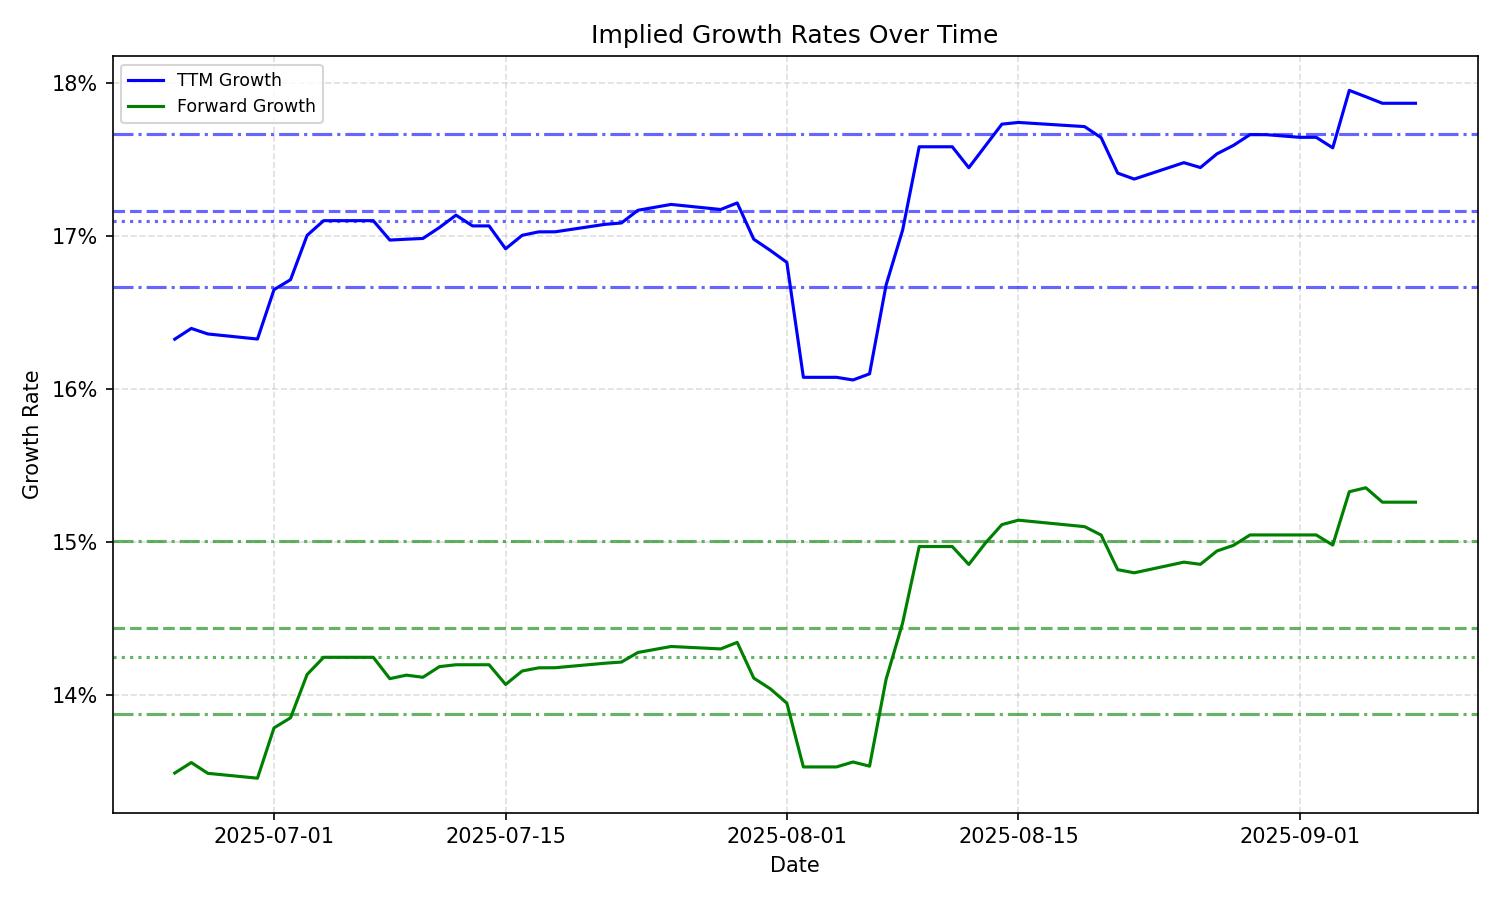 Implied Growth Rates Over Time
TTM Growth
Forward Growth
18%
17%
16%
15%
14%
Growth Rate
2025-07-01
2025-07-15
2025-08-01
2025-08-15
2025-09-01
Date